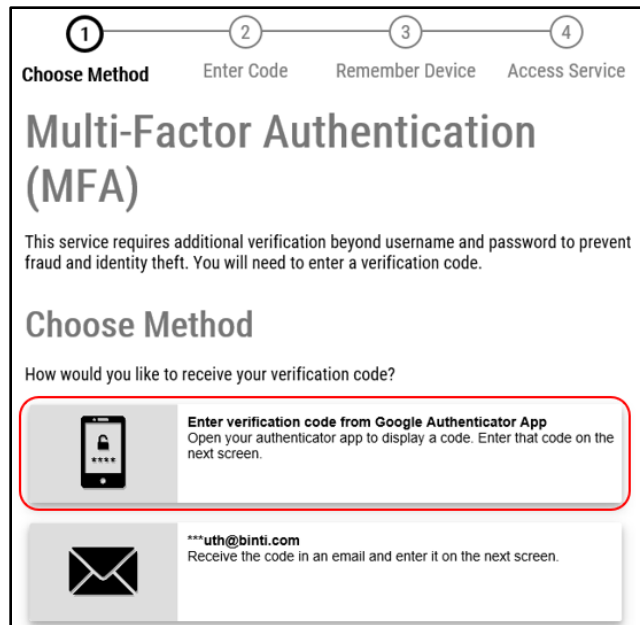 1 2 3 4
Choose Method Enter Code Remember Device Access Service
Multi-Factor Authentication
(MFA)
This service requires additional verification beyond username and password to prevent
fraud and identity theft. You will need to enter a verification code.
Choose Method
How would you like to receive your verification code?
Enter verification code from Google Authenticator App
Open your authenticator app to display a code. Enter that code on the
next screen.
****
***uth@binti.com
Receive the code in an email and enter it on the next screen.